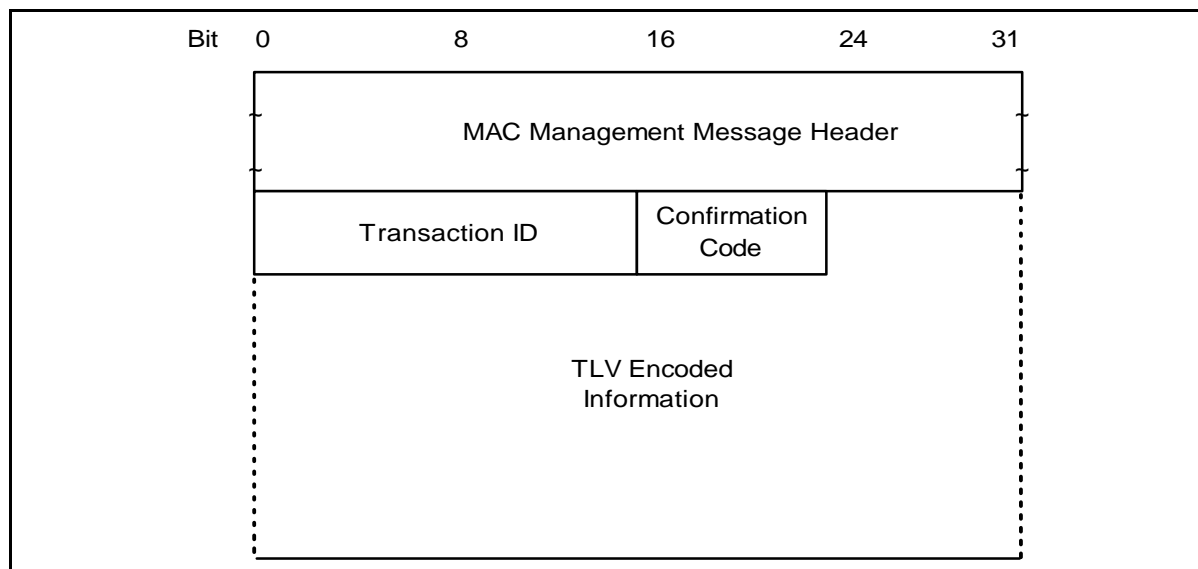 Bit 0 8 16 24 31
MAC Management Message Header
Transaction ID
Confirmation
Code
TLV Encoded
Information